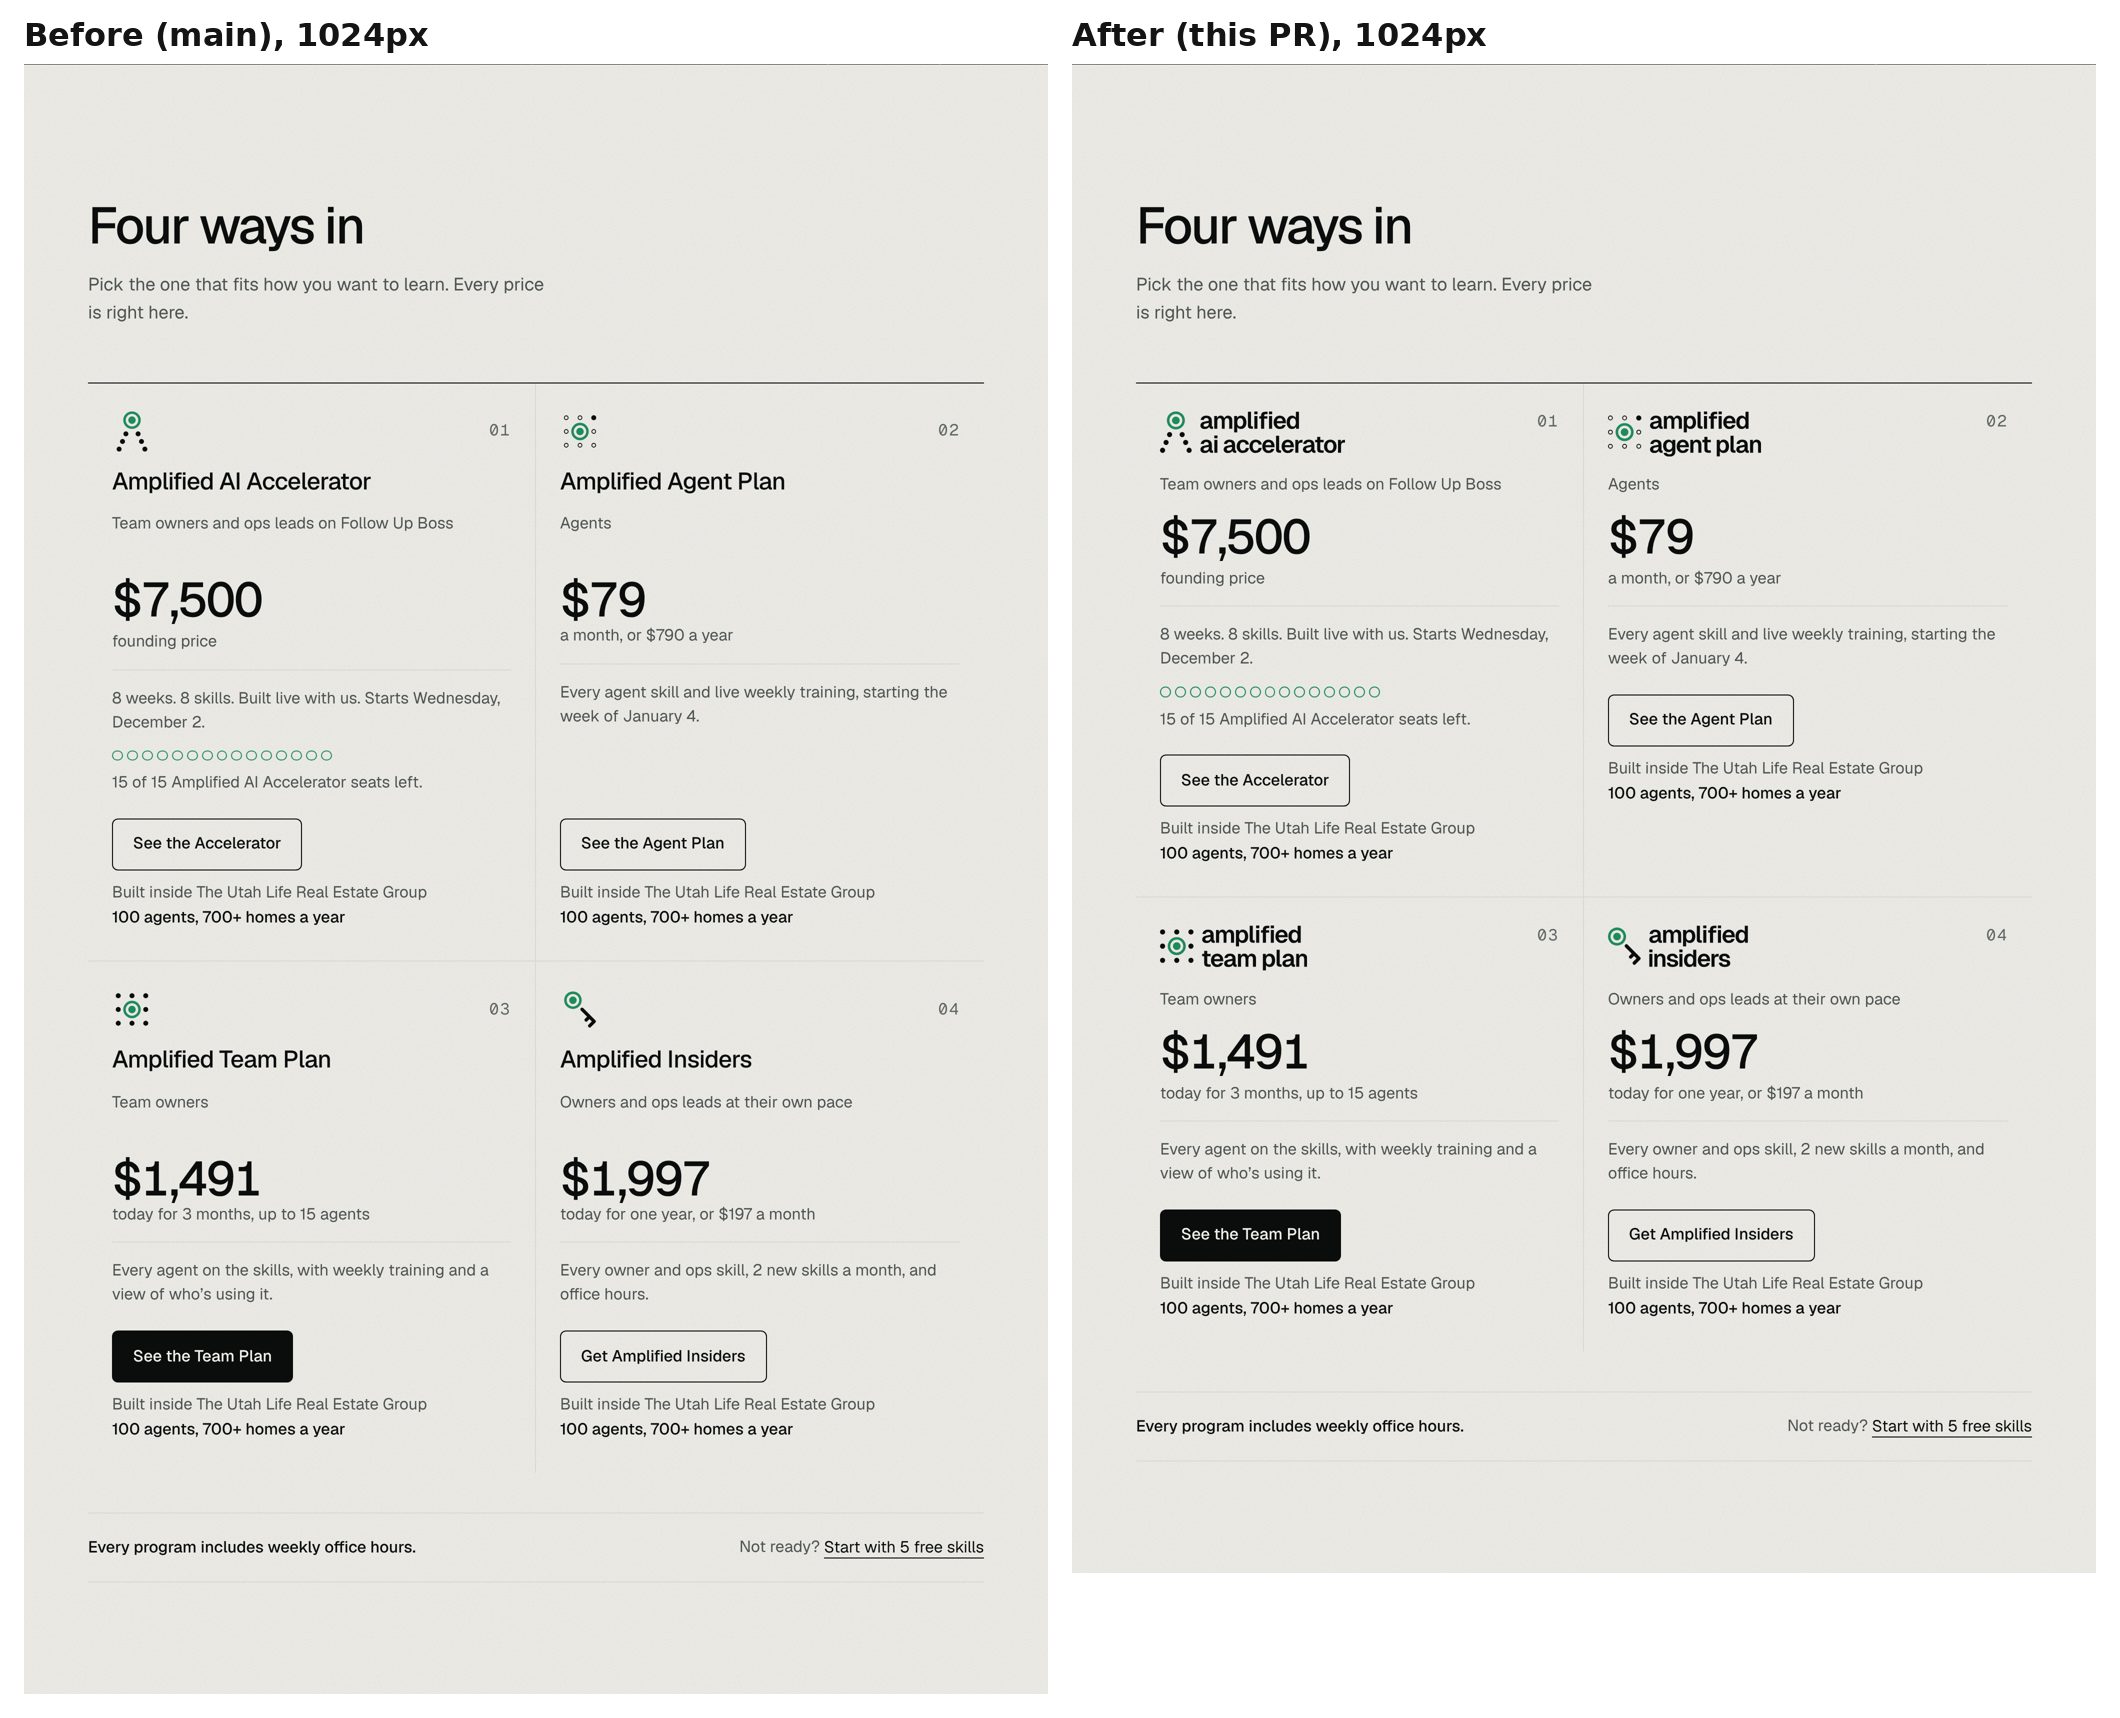 Before (main), 1024px
Four ways in
Pick the one that fits how you want to learn. Every price
is right here.
01
Amplified AI Accelerator
Team owners and ops leads on Follow Up Boss
$7,500
founding price
8 weeks. 8 skills. Built live with us. Starts Wednesday,
December 2.
15 of 15 Amplified AI Accelerator seats left.
See the Accelerator
Built inside The Utah Life Real Estate Group
100 agents, 700+ homes a year
02
Amplified Agent Plan
Agents
$79
a month, or $790 a year
Every agent skill and live weekly training, starting the
week of January 4.
See the Agent Plan
Built inside The Utah Life Real Estate Group
100 agents, 700+ homes a year
03
Amplified Team Plan
Team owners
$1,491
today for 3 months, up to 15 agents
Every agent on the skills, with weekly training and a
view of who’s using it.
See the Team Plan
Built inside The Utah Life Real Estate Group
100 agents, 700+ homes a year
04
Amplified Insiders
Owners and ops leads at their own pace
$1,997
today for one year, or $197 a month
Every owner and ops skill, 2 new skills a month, and
office hours.
Get Amplified Insiders
Built inside The Utah Life Real Estate Group
100 agents, 700+ homes a year
Every program includes weekly office hours.
Not ready? Start with 5 free skills
After (this PR), 1024px
Four ways in
Pick the one that fits how you want to learn. Every price
is right here.
amplified
ai accelerator
01
Team owners and ops leads on Follow Up Boss
$7,500
founding price
8 weeks. 8 skills. Built live with us. Starts Wednesday,
December 2.
15 of 15 Amplified AI Accelerator seats left.
See the Accelerator
Built inside The Utah Life Real Estate Group
100 agents, 700+ homes a year
amplified
agent plan
02
Agents
$79
a month, or $790 a year
Every agent skill and live weekly training, starting the
week of January 4.
See the Agent Plan
Built inside The Utah Life Real Estate Group
100 agents, 700+ homes a year
amplified
team plan
03
Team owners
$1,491
today for 3 months, up to 15 agents
Every agent on the skills, with weekly training and a
view of who’s using it.
See the Team Plan
Built inside The Utah Life Real Estate Group
100 agents, 700+ homes a year
amplified
insiders
04
Owners and ops leads at their own pace
$1,997
today for one year, or $197 a month
Every owner and ops skill, 2 new skills a month, and
office hours.
Get Amplified Insiders
Built inside The Utah Life Real Estate Group
100 agents, 700+ homes a year
Every program includes weekly office hours.
Not ready? Start with 5 free skills